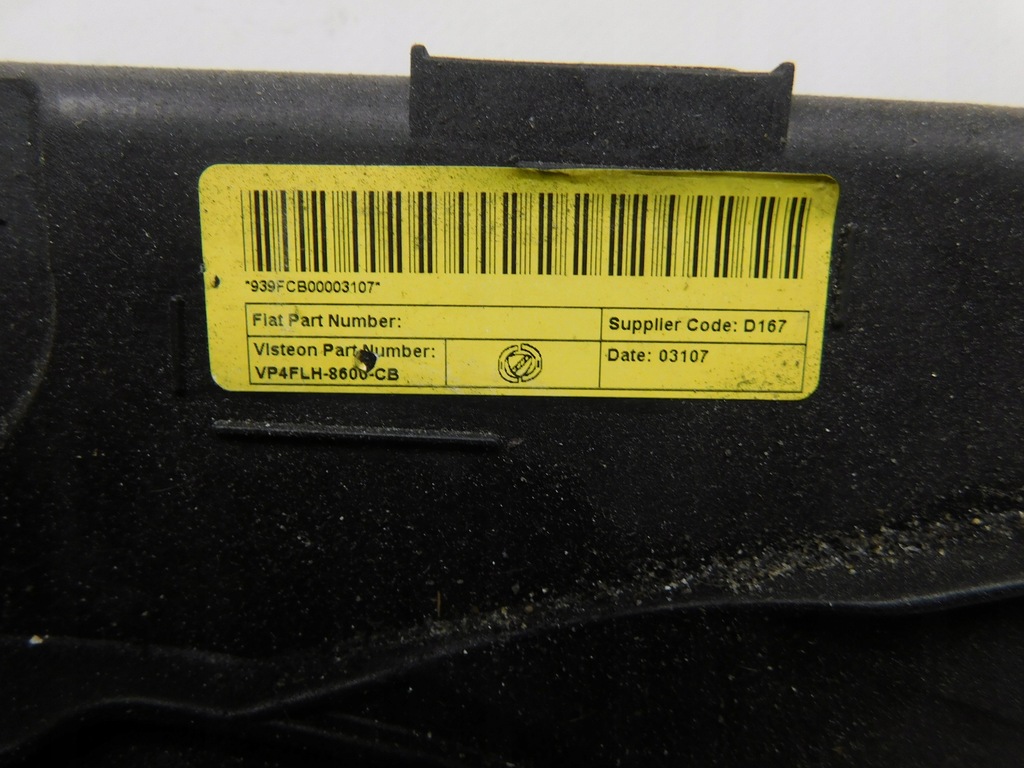 *939FCB00003107*
Fiat Part Number:
Supplier Code: D167
Visteon Part Number:
VP4FLH-8600-CB
Date: 03107